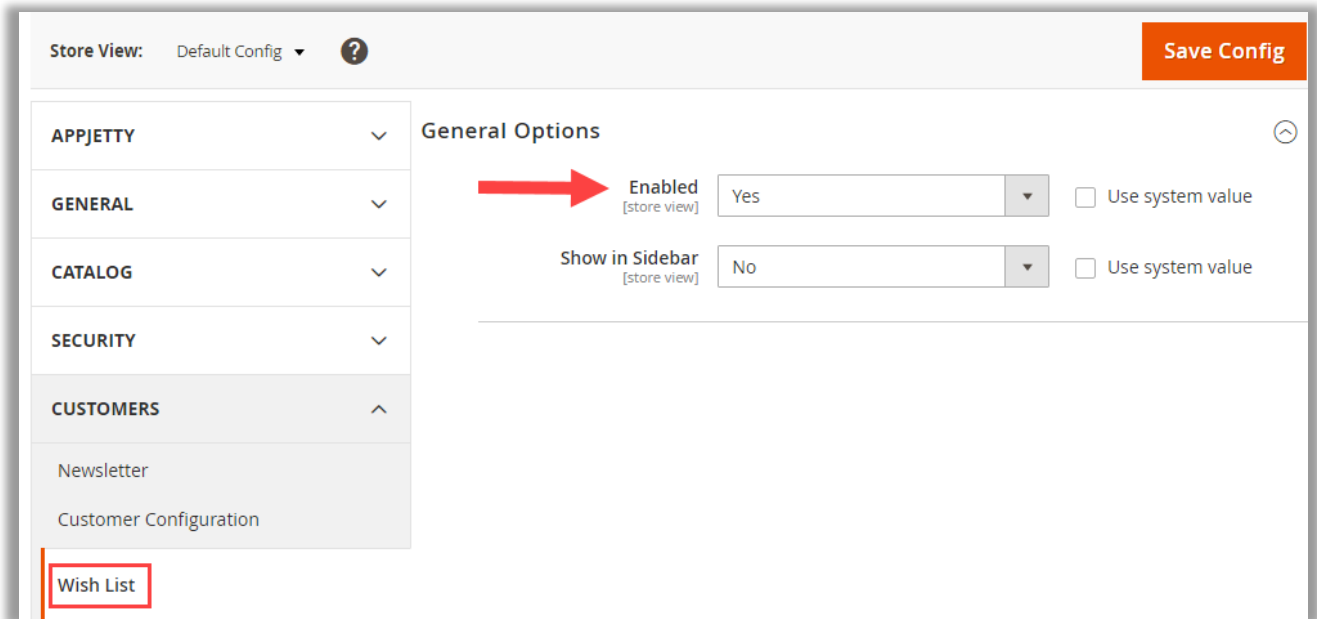 Store View: Default Config ?
Save Config
APPJETTY
GENERAL
CATALOG
SECURITY
CUSTOMERS
Newsletter
Customer Configuration
Wish List
General Options
Enabled Yes Use system value
[store view]
Show in Sidebar No Use system value
[store view]